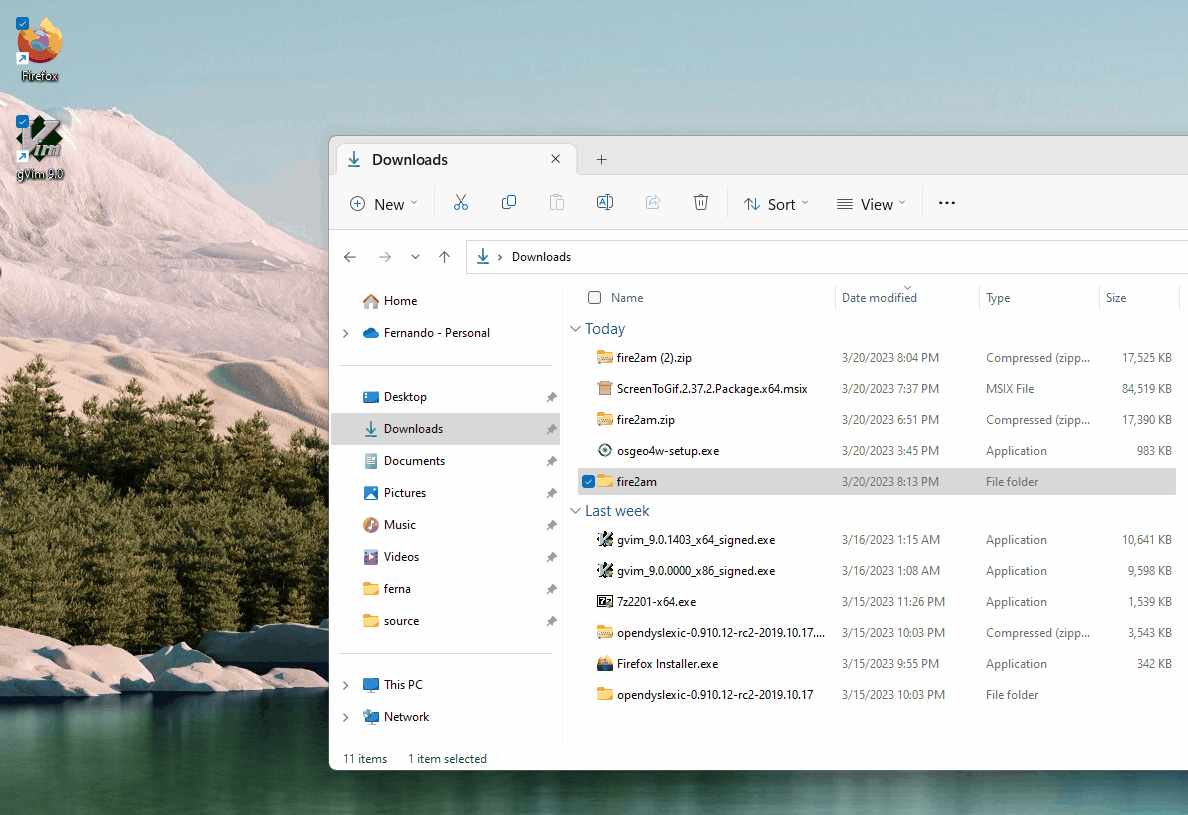 Firefox
gVim 9.0
Downloads
New
Sort
View
Downloads
Home
Fernando - Personal
Desktop
Downloads
Documents
Pictures
Music
Videos
ferna
source
This PC
Network
Name Date modified Type Size
Today
fire2am (2).zip 3/20/2023 8:04 PM Compressed (zipp... 17,525 KB
ScreenToGif.2.37.2.Package.x64.msix 3/20/2023 7:37 PM MSIX File 84,519 KB
fire2am.zip 3/20/2023 6:51 PM Compressed (zipp... 17,390 KB
osgeo4w-setup.exe 3/20/2023 3:45 PM Application 983 KB
fire2am 3/20/2023 8:13 PM File folder
Last week
gvim_9.0.1403_x64_signed.exe 3/16/2023 1:15 AM Application 10,641 KB
gvim_9.0.0000_x86_signed.exe 3/16/2023 1:08 AM Application 9,598 KB
7z2201-x64.exe 3/15/2023 11:26 PM Application 1,539 KB
opendyslexic-0.910.12-rc2-2019.10.17.... 3/15/2023 10:03 PM Compressed (zipp... 3,543 KB
Firefox Installer.exe 3/15/2023 9:55 PM Application 342 KB
opendyslexic-0.910.12-rc2-2019.10.17 3/15/2023 10:03 PM File folder
11 items 1 item selected